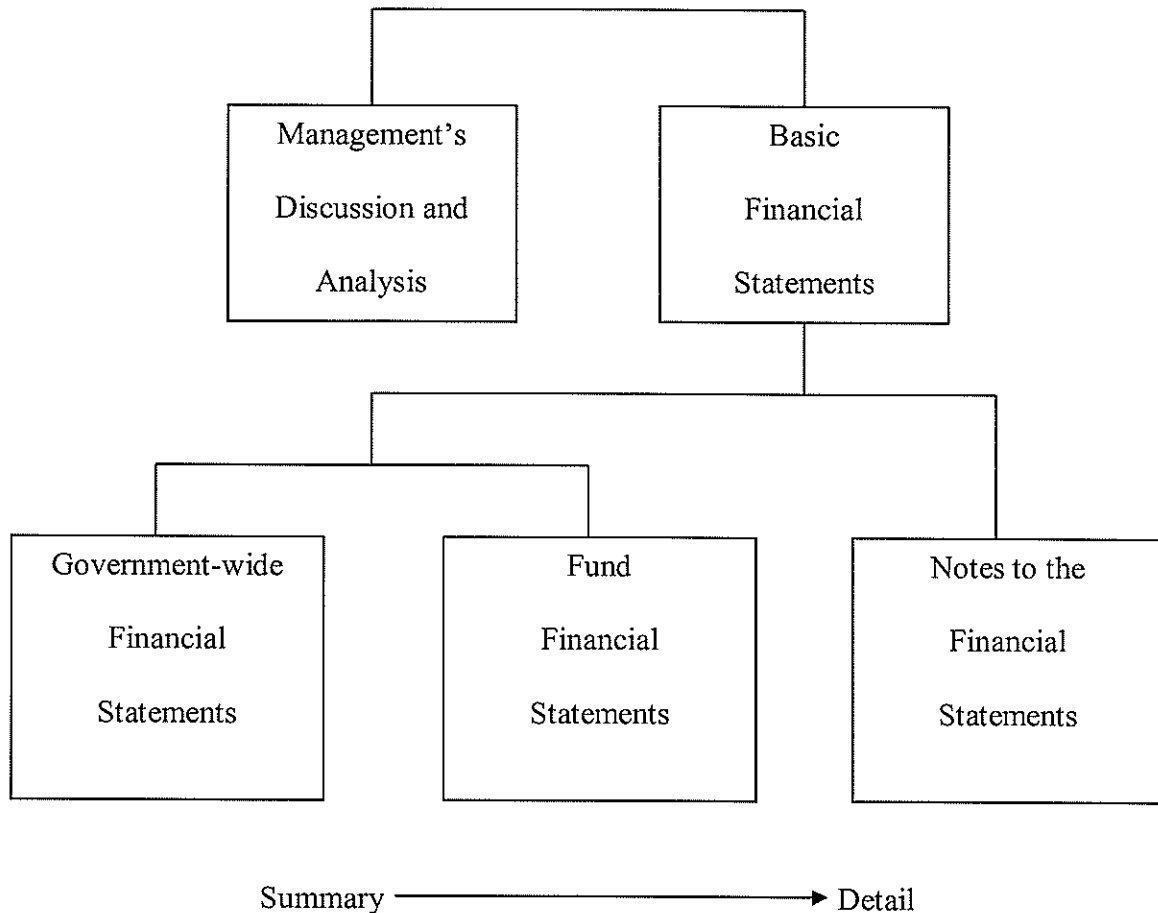 Management’s
Discussion and
Analysis
Basic
Financial
Statements
Government-wide
Financial
Statements
Fund
Financial
Statements
Notes to the
Financial
Statements
Summary
Detail